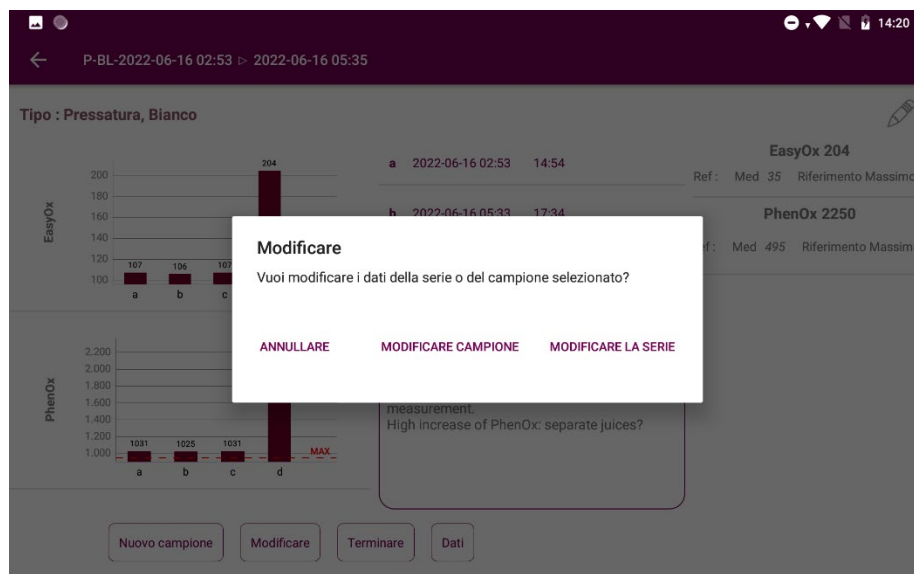 14:20
P-BL-2022-06-16 02:53 ▷ 2022-06-16 05:35
Tipo : Pressatura, Bianco
EasyOx
200
180
160
140
120
100
204
107
106
107
a
b
c
a 2022-06-16 02:53 14:54
b 2022-06-16 05:33 17:34
EasyOx 204
Ref : Med 35 Riferimento Massimo
PhenOx 2250
ef : Med 495 Riferimento Massim
Modificare
Vuoi modificare i dati della serie o del campione selezionato?
ANNULLARE
MODIFICARE CAMPIONE
MODIFICARE LA SERIE
PhenOx
2.200
2.000
1.800
1.600
1.400
1.200
1.000
1031
1025
1031
MAX
a
b
c
d
measurement.
High increase of PhenOx: separate juices?
Nuovo campione
Modificare
Terminare
Dati